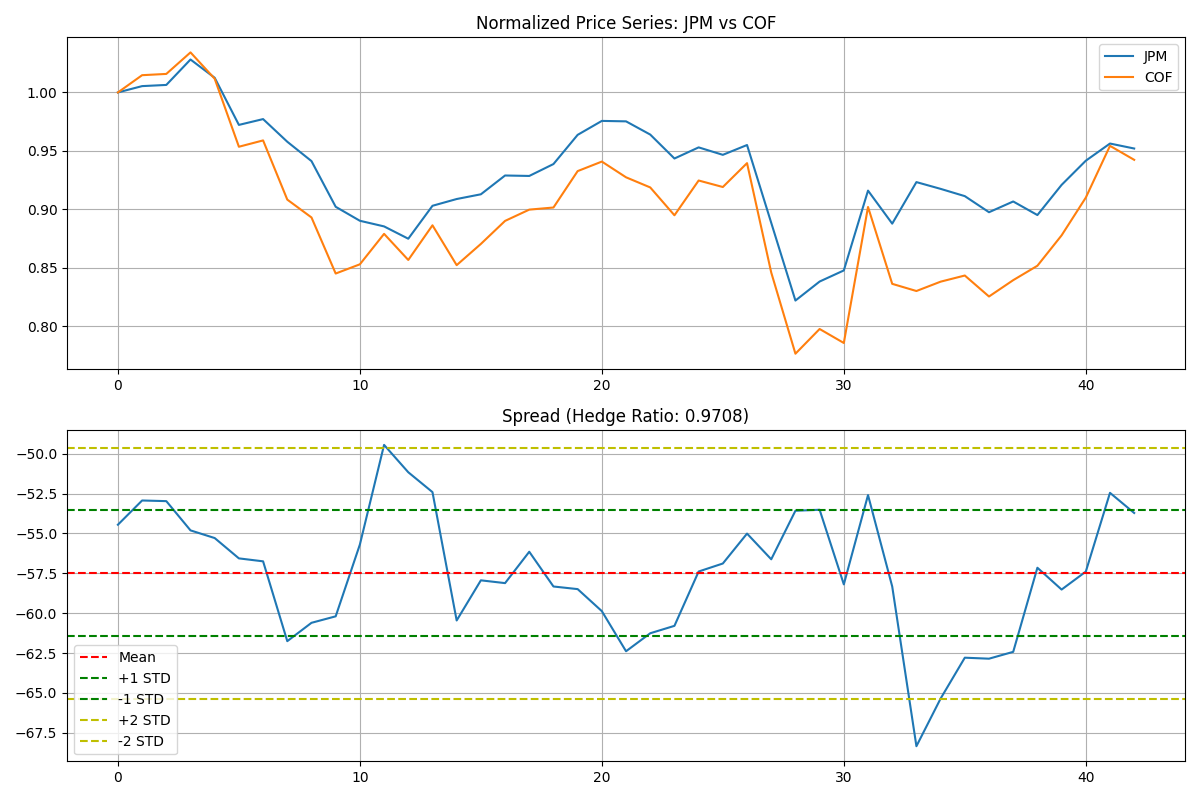 Normalized Price Series: JPM vs COF
JPM
COF
1.00
0.95
0.90
0.85
0.80
0 10 20 30 40
Spread (Hedge Ratio: 0.9708)
−50.0
−52.5
−55.0
−57.5
−60.0
−62.5
−65.0
−67.5
Mean
+1 STD
-1 STD
+2 STD
-2 STD
0 10 20 30 40